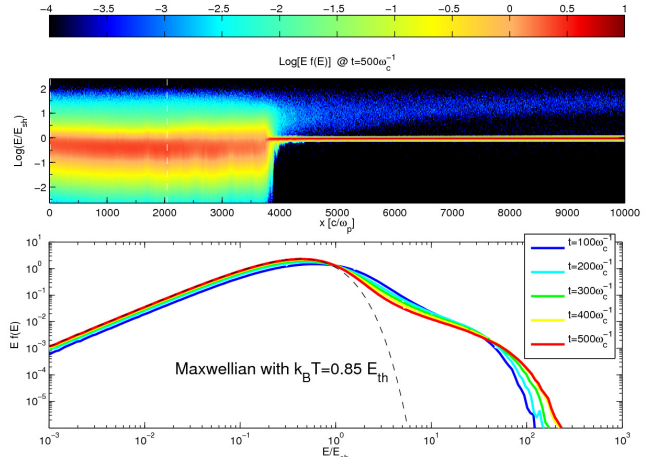 −4 −3.5 −3 −2.5 −2 −1.5 −1 −0.5 0 0.5 1
Log[E f(E)] @ t=500ω_c^{-1}
Log(E/E_sh)
2
1
0
−1
−2
0 1000 2000 3000 4000 5000 6000 7000 8000 9000 10000
x [c/ω_p]
E f(E)
10^1
10^0
10^{-1}
10^{-2}
10^{-3}
10^{-4}
10^{-5}
t=100ω_c^{-1}
t=200ω_c^{-1}
t=300ω_c^{-1}
t=400ω_c^{-1}
t=500ω_c^{-1}
Maxwellian with k_BT=0.85 E_th
10^{-3} 10^{-2} 10^{-1} 10^0 10^1 10^2 10^3